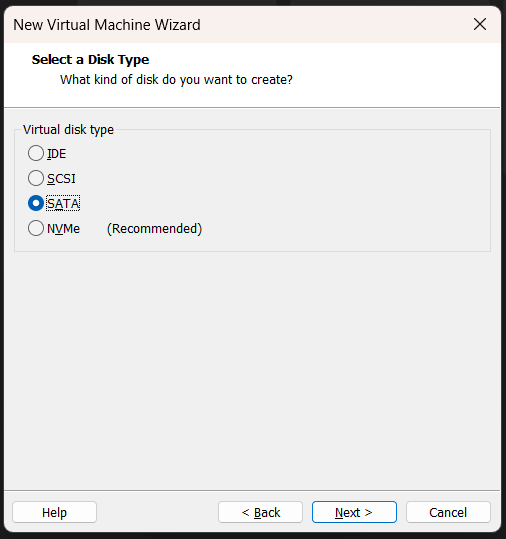 New Virtual Machine Wizard
Select a Disk Type
What kind of disk do you want to create?
Virtual disk type
IDE
SCSI
SATA
NVMe (Recommended)
Help
< Back
Next >
Cancel